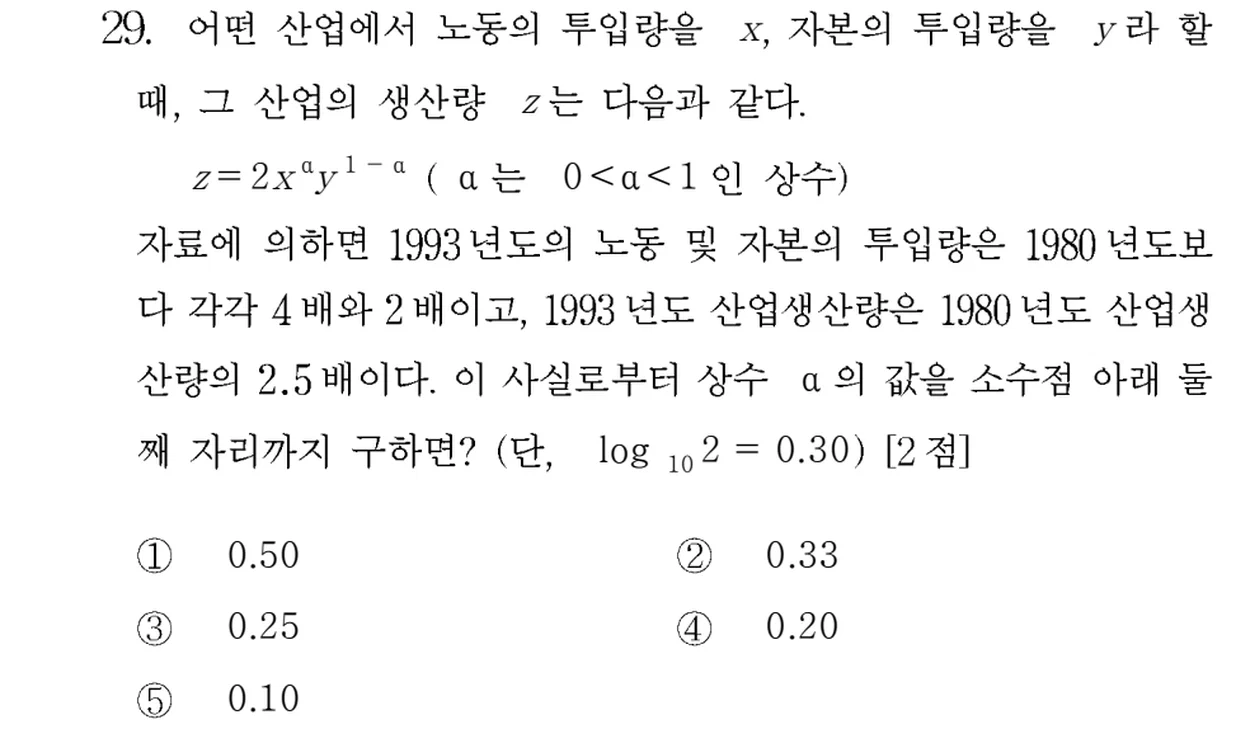 29. 어떤 산업에서 노동의 투입량을 x, 자본의 투입량을 y라 할
때, 그 산업의 생산량 z는 다음과 같다.
z=2x^α y^(1-α) ( α는 0<α<1인 상수)
자료에 의하면 1993년도의 노동 및 자본의 투입량은 1980년도보
다 각각 4배와 2배이고, 1993년도 산업생산량은 1980년도 산업생
산량의 2.5배이다. 이 사실로부터 상수 α의 값을 소수점 아래 둘
째 자리까지 구하면? (단, log₁₀2 = 0.30) [2점]
① 0.50 ② 0.33
③ 0.25 ④ 0.20
⑤ 0.10